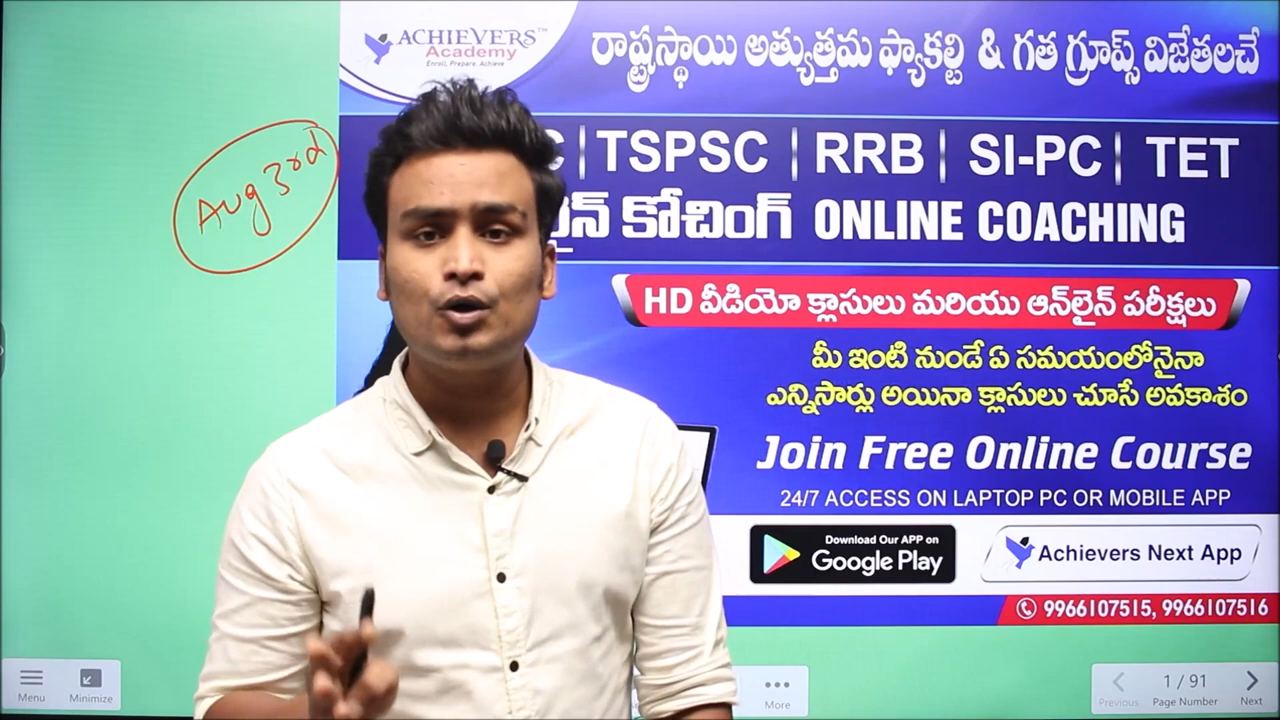 ACHIEVERS™
Academy
Enroll, Prepare, Achieve
రాష్ట్రస్థాయి అత్యుత్తమ ఫ్యాకల్టి & గత గ్రూప్స్ విజేతలచే
Aug 3rd
C | TSPSC | RRB | SI-PC | TET
కోచింగ్ ONLINE COACHING
HD వీడియో క్లాసులు మరియు ఆన్‌లైన్ పరీక్షలు
మీ ఇంటి నుండే ఏ సమయంలోనైనా
ఎన్నిసార్లు అయినా క్లాసులు చూసే అవకాశం
Join Free Online Course
24/7 ACCESS ON LAPTOP PC OR MOBILE APP
Download Our APP on
Google Play
Achievers Next App
9966107515, 9966107516
Menu
Minimize
More
1 / 91
Previous
Page Number
Next